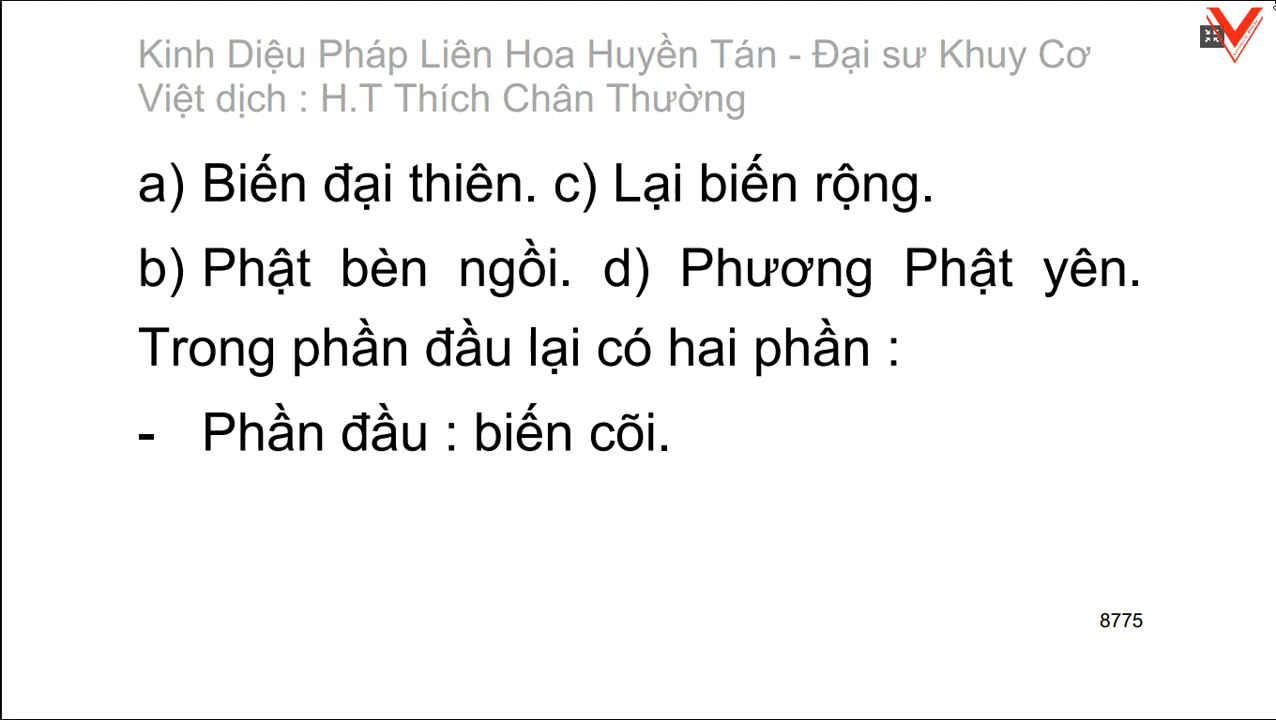 Kinh Diệu Pháp Liên Hoa Huyền Tán - Đại sư Khuy Cơ
Việt dịch : H.T Thích Chân Thường
a) Biến đại thiên. c) Lại biến rộng.
b) Phật bèn ngồi. d) Phương Phật yên.
Trong phần đầu lại có hai phần :
- Phần đầu : biến cõi.
8775